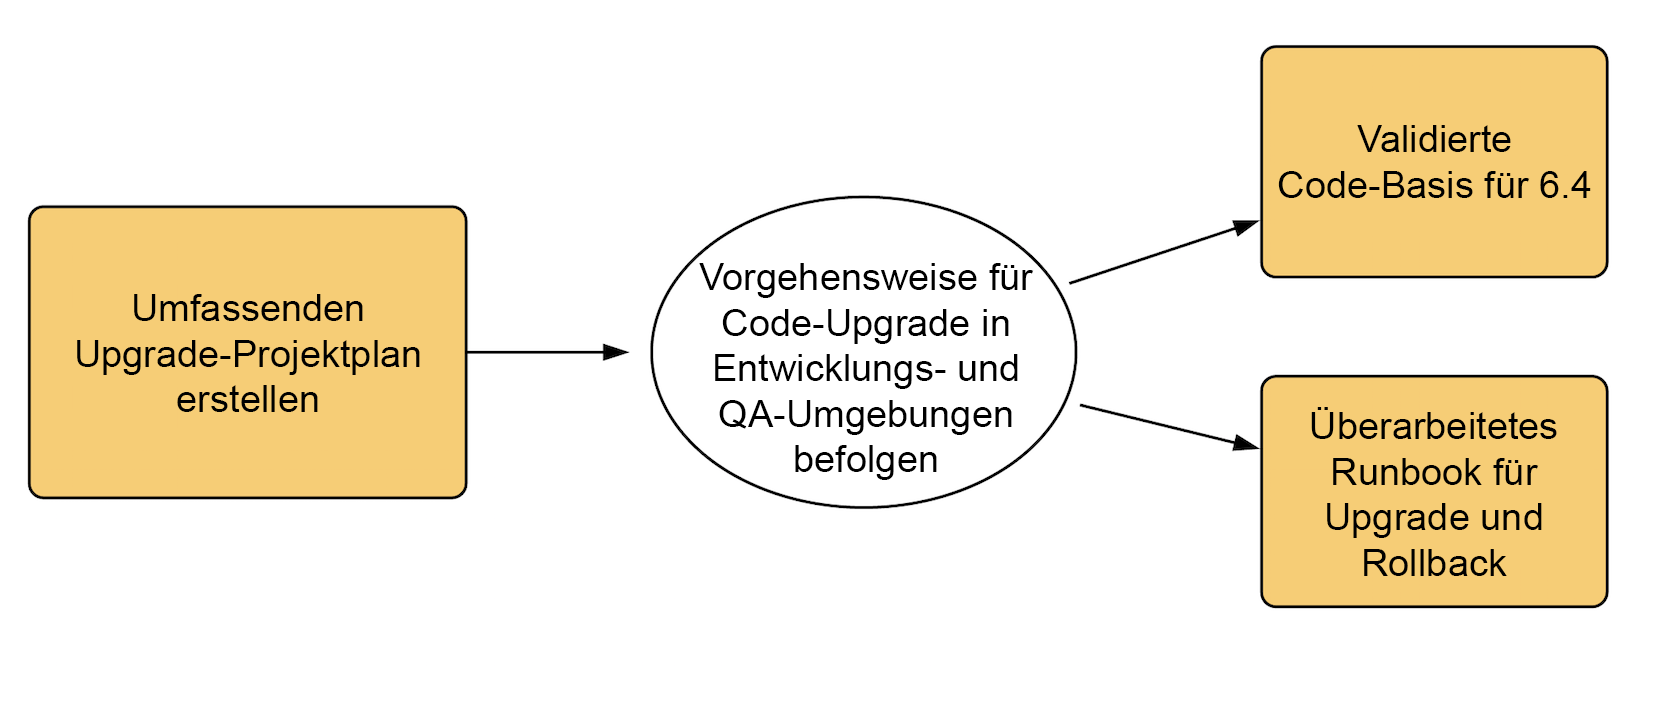 Umfassenden
Upgrade-Projektplan
erstellen
Vorgehensweise für
Code-Upgrade in
Entwicklungs- und
QA-Umgebungen
befolgen
Validierte
Code-Basis für 6.4
Überarbeitetes
Runbook für
Upgrade und
Rollback